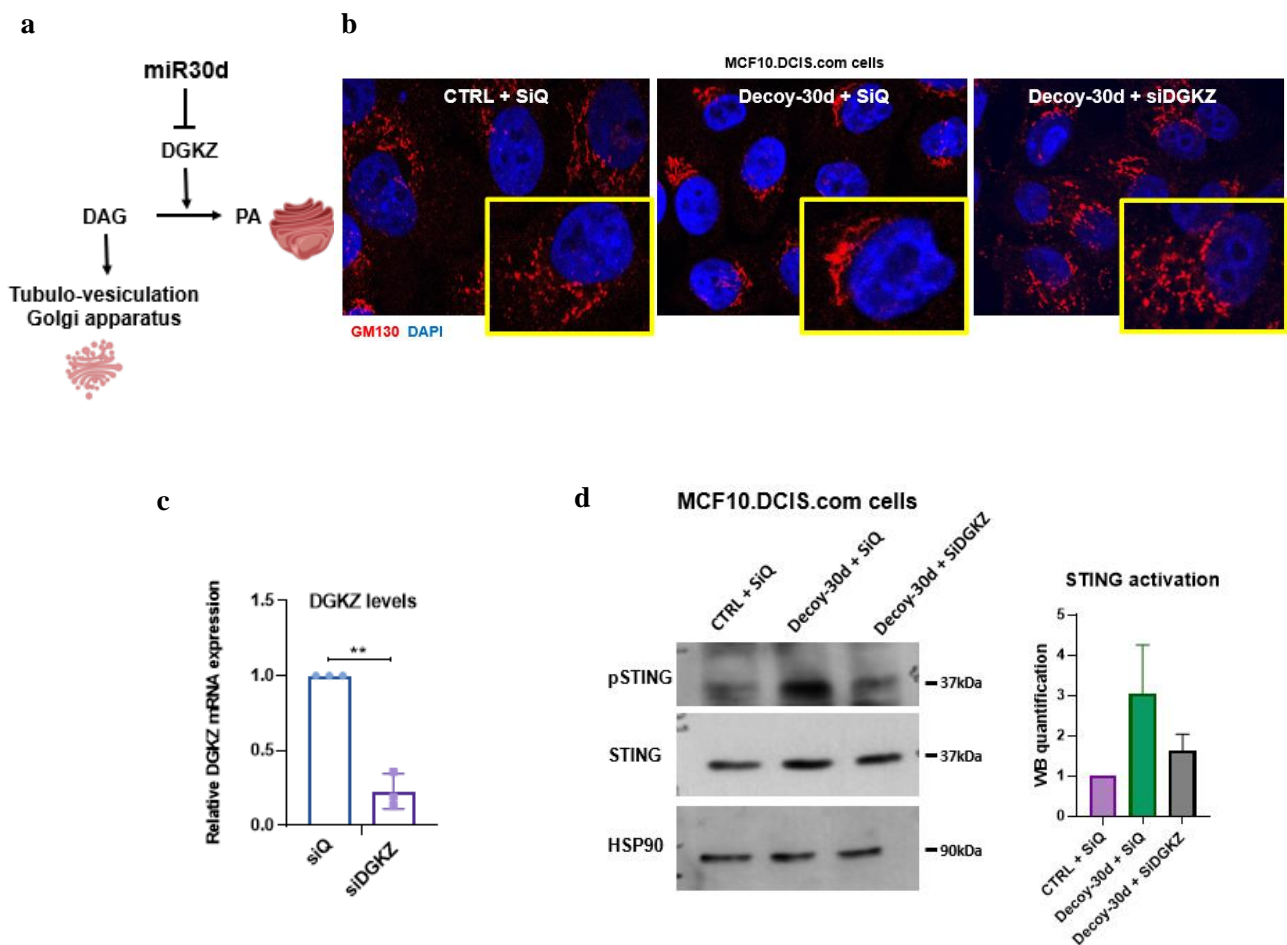 a
miR30d
DGKZ
DAG
PA
Tubulo-vesiculation
Golgi apparatus
b
MCF10.DCIS.com cells
CTRL + SiQ
Decoy-30d + SiQ
Decoy-30d + siDGKZ
GM130 DAPI
c
DGKZ levels
Relative DGKZ mRNA expression
1.5
1.0
0.5
0.0
**
siQ
siDGKZ
d
MCF10.DCIS.com cells
CTRL + SiQ
Decoy-30d + SiQ
Decoy-30d + SiDGKZ
pSTING
37kDa
STING
37kDa
HSP90
90kDa
STING activation
WB quantification
5
4
3
2
1
0
CTRL + SiQ
Decoy-30d + SiQ
Decoy-30d + SiDGKZ